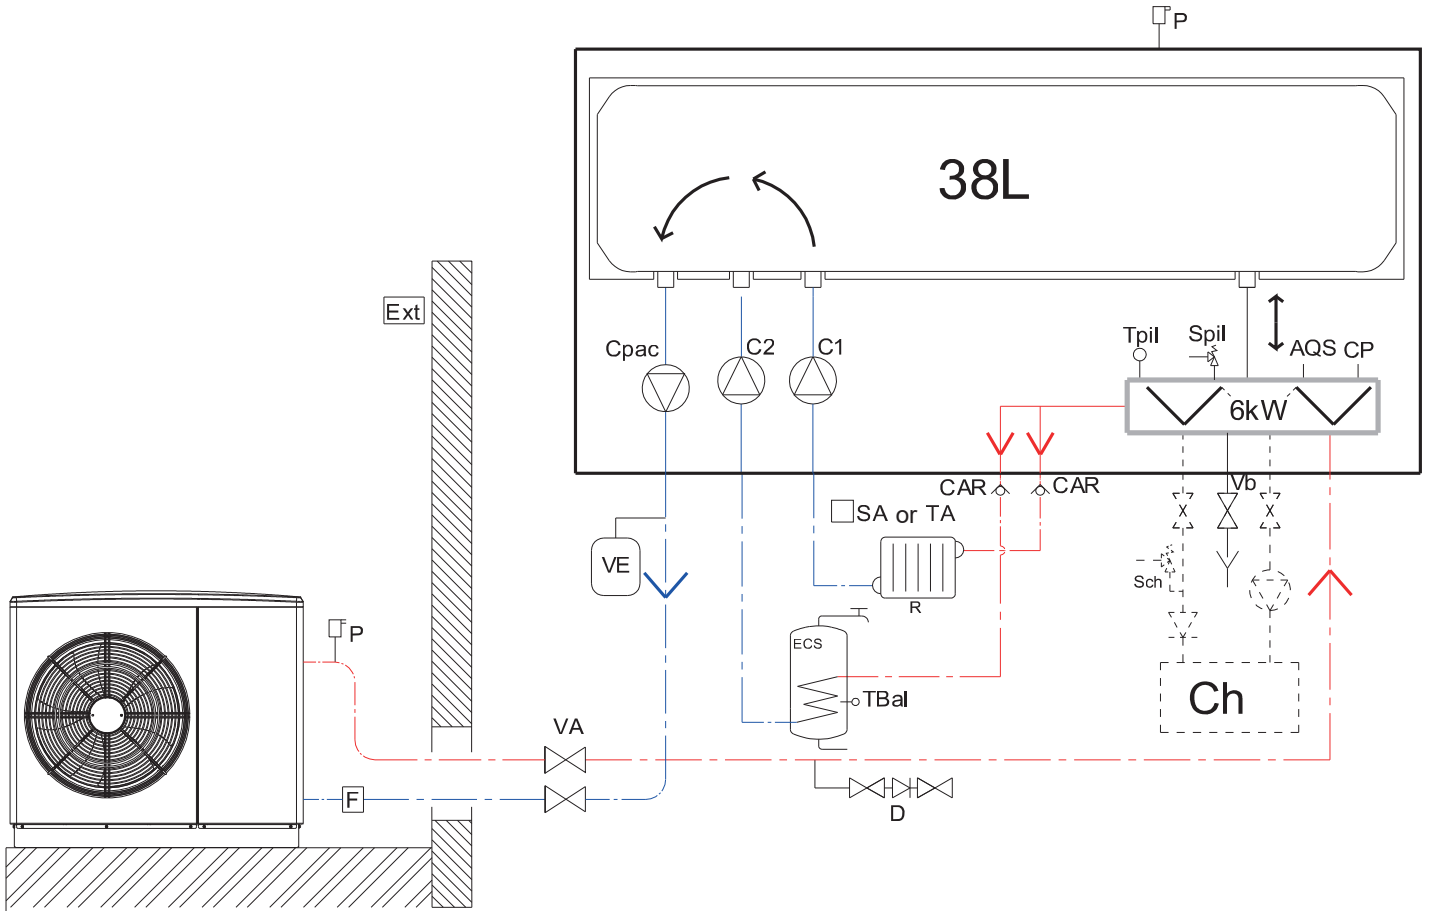 P
38L
Ext
Cpac
C2
C1
Tpil
Spil
AQS
CP
6kW
CAR
CAR
Vb
SA or TA
VE
Sch
R
ECS
P
TBal
Ch
VA
F
D